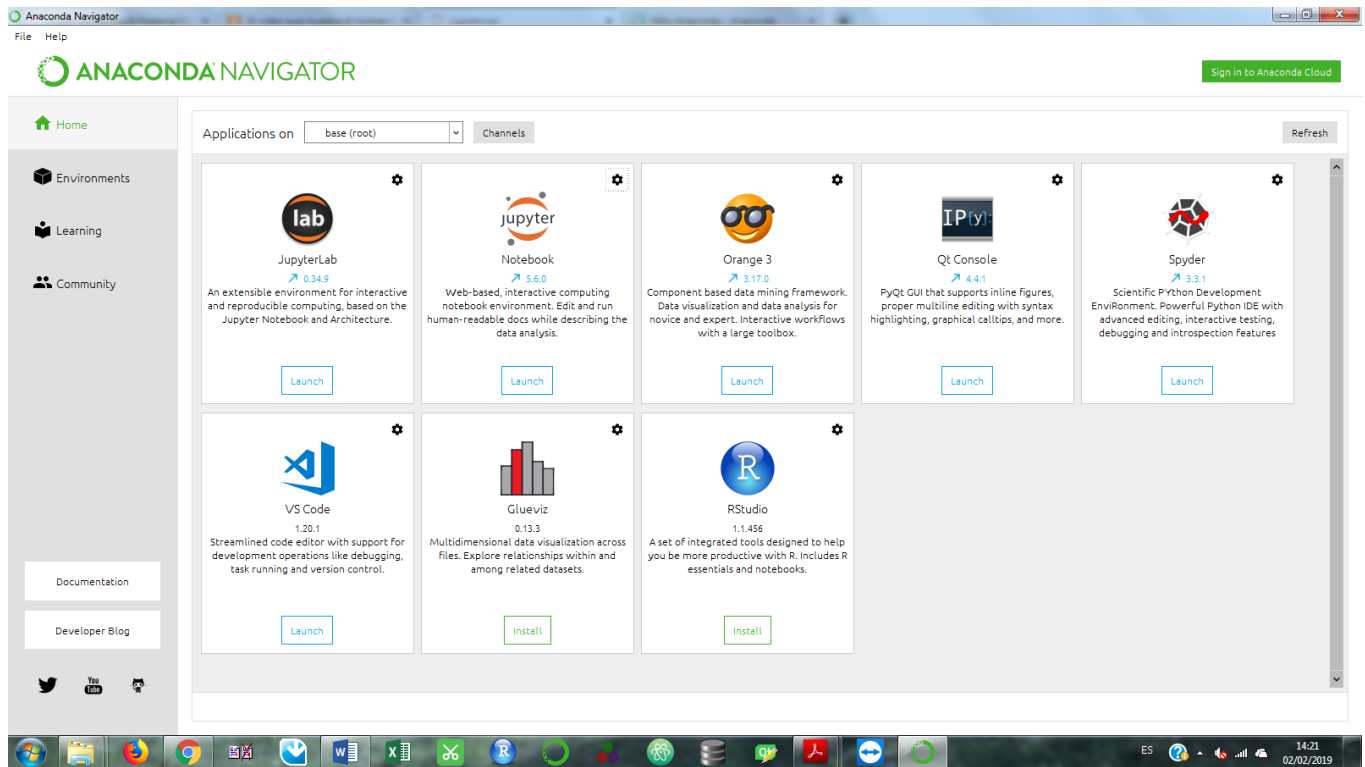 Anaconda Navigator
File Help
ANACONDA NAVIGATOR
Sign in to Anaconda Cloud
Home
Environments
Learning
Community
Documentation
Developer Blog
You
Tube
Applications on base (root) Channels Refresh
lab
JupyterLab
0.34.9
An extensible environment for interactive
and reproducible computing, based on the
Jupyter Notebook and Architecture.
Launch
jupyter
Notebook
5.6.0
Web-based, interactive computing
notebook environment. Edit and run
human-readable docs while describing the
data analysis.
Launch
Orange 3
3.17.0
Component based data mining framework.
Data visualization and data analysis for
novice and expert. Interactive workflows
with a large toolbox.
Launch
IP[y]:
Qt Console
4.4.1
PyQt GUI that supports inline figures,
proper multiline editing with syntax
highlighting, graphical calltips, and more.
Launch
Spyder
3.3.1
Scientific PYthon Development
EnviRonment. Powerful Python IDE with
advanced editing, interactive testing,
debugging and introspection features
Launch
VS Code
1.20.1
Streamlined code editor with support for
development operations like debugging,
task running and version control.
Launch
Glueviz
0.13.3
Multidimensional data visualization across
files. Explore relationships within and
among related datasets.
Install
R
RStudio
1.1.456
A set of integrated tools designed to help
you be more productive with R. Includes R
essentials and notebooks.
Install
ES
14:21
02/02/2019